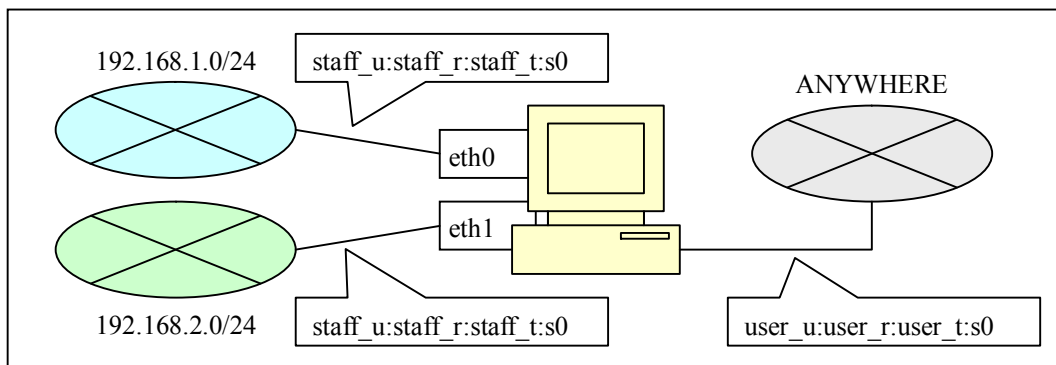 192.168.1.0/24
staff_u:staff_r:staff_t:s0
ANYWHERE
eth0
eth1
192.168.2.0/24
staff_u:staff_r:staff_t:s0
user_u:user_r:user_t:s0